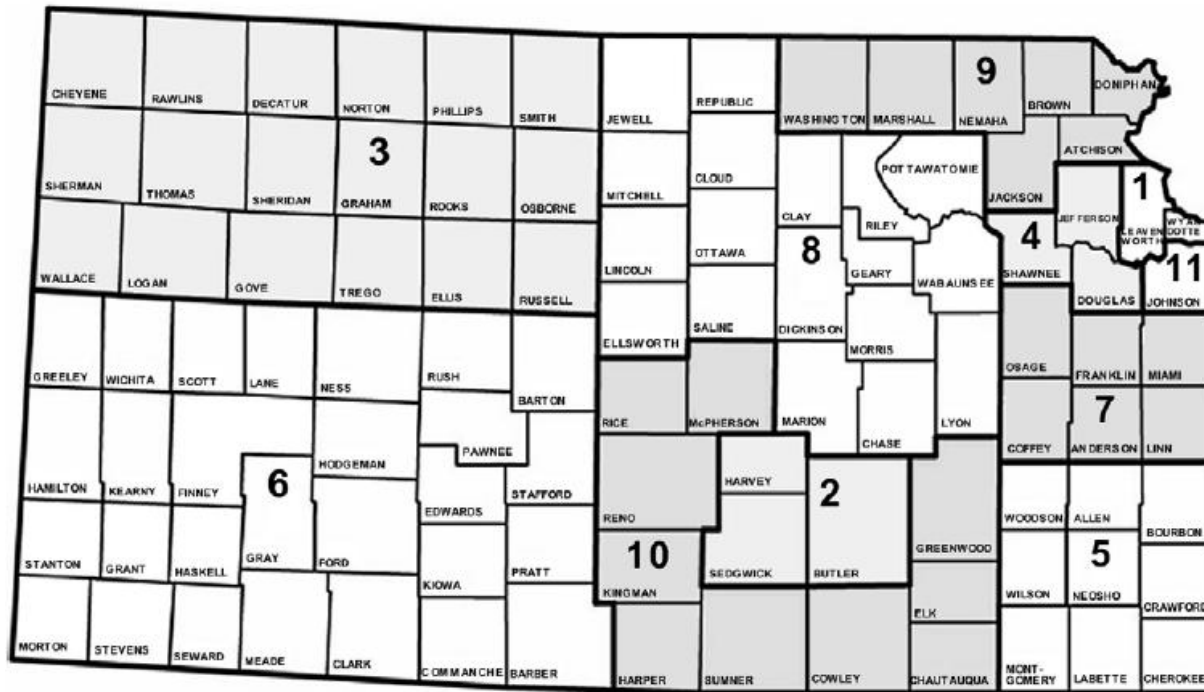 CHEYENE
RAWLINS
DECATUR
NORTON
PHILLIPS
SMITH
JEWELL
REPUBLIC
WASHINGTON
MARSHALL
9
NEMAHA
BROWN
DONIPHAN
SHERMAN
THOMAS
SHERIDAN
3
GRAHAM
ROOKS
OSBORNE
MITCHELL
CLOUD
CLAY
RILEY
POTTAWATOMIE
JACKSON
ATCHISON
JEFFERSON
1
LEAVEN
WORTH
WYAN
DOTTE
WALLACE
LOGAN
GOVE
TREGO
ELLIS
RUSSELL
LINCOLN
OTTAWA
8
DICKINSON
GEARY
WABAUNSEE
4
SHAWNEE
DOUGLAS
11
JOHNSON
ELLSWORTH
SALINE
MORRIS
GREELEY
WICHITA
SCOTT
LANE
NESS
RUSH
BARTON
RICE
McPHERSON
MARION
CHASE
LYON
OSAGE
FRANKLIN
MIAMI
COFFEY
7
ANDERSON
LINN
HAMILTON
KEARNY
FINNEY
6
GRAY
HODGEMAN
PAWNEE
EDWARDS
STAFFORD
RENO
HARVEY
2
BUTLER
SEDGWICK
GREENWOOD
WOODSON
ALLEN
BOURBON
STANTON
GRANT
HASKELL
FORD
KIOWA
PRATT
10
KINGMAN
ELK
WILSON
5
NEOSHO
CRAWFORD
MORTON
STEVENS
SEWARD
MEADE
CLARK
COMMANCHE
BARBER
HARPER
SUMNER
COWLEY
CHAUTAUQUA
MONT-
GOMERY
LABETTE
CHEROKEE